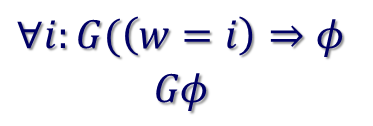 ∀i: G((w = i) ⇒ ϕ
Gϕ